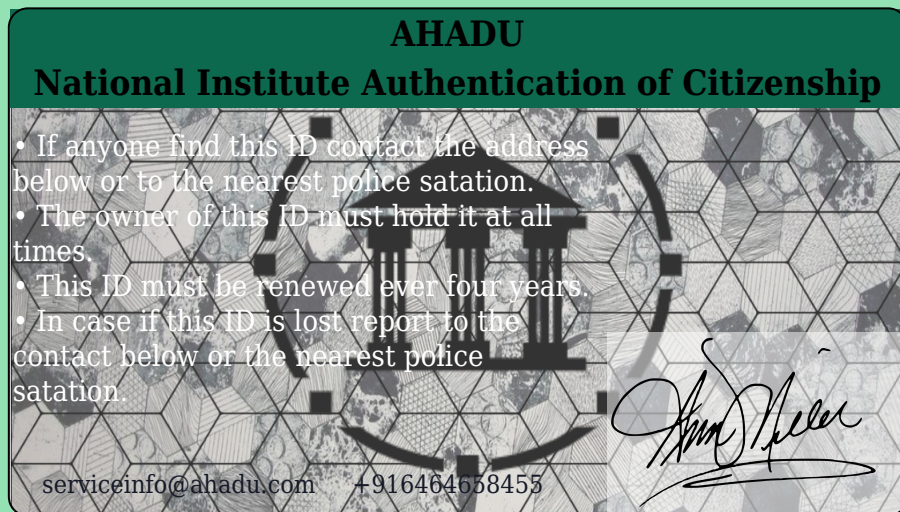 AHADU
National Institute Authentication of Citizenship
• If anyone find this ID contact the address
below or to the nearest police satation.
• The owner of this ID must hold it at all
times.
• This ID must be renewed ever four years.
• In case if this ID is lost report to the
contact below or the nearest police
satation.
Ann Miller
serviceinfo@ahadu.com +916464658455